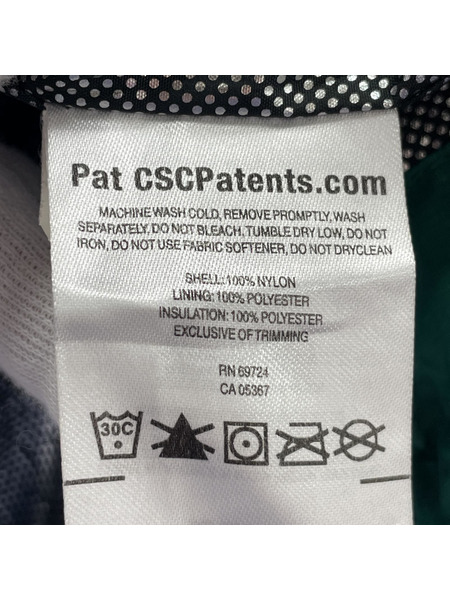 Pat CSCPatents.com
MACHINE WASH COLD, REMOVE PROMPTLY, WASH
SEPARATELY, DO NOT BLEACH, TUMBLE DRY LOW, DO NOT
IRON, DO NOT USE FABRIC SOFTENER, DO NOT DRYCLEAN
SHELL: 100% NYLON
LINING: 100% POLYESTER
INSULATION: 100% POLYESTER
EXCLUSIVE OF TRIMMING
RN 69724
CA 05367
30C